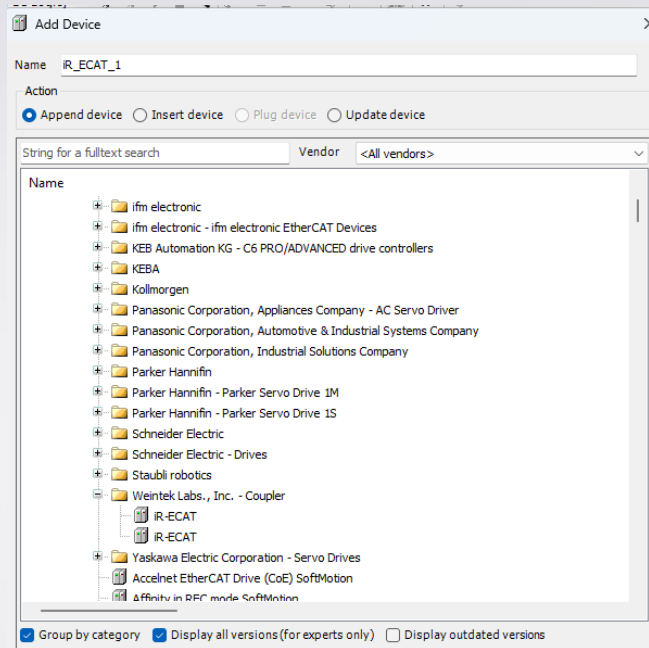 Add Device
Name iR_ECAT_1
Action
Append device Insert device Plug device Update device
String for a fulltext search Vendor <All vendors>
Name
ifm electronic
ifm electronic - ifm electronic EtherCAT Devices
KEB Automation KG - C6 PRO/ADVANCED drive controllers
KEBA
Kollmorgen
Panasonic Corporation, Appliances Company - AC Servo Driver
Panasonic Corporation, Automotive & Industrial Systems Company
Panasonic Corporation, Industrial Solutions Company
Parker Hannifin
Parker Hannifin - Parker Servo Drive 1M
Parker Hannifin - Parker Servo Drive 1S
Schneider Electric
Schneider Electric - Drives
Staubli robotics
Weintek Labs., Inc. - Coupler
iR-ECAT
iR-ECAT
Yaskawa Electric Corporation - Servo Drives
Accelnet EtherCAT Drive (CoE) SoftMotion
Affinity in REC mode SoftMotion
Group by category Display all versions (for experts only) Display outdated versions